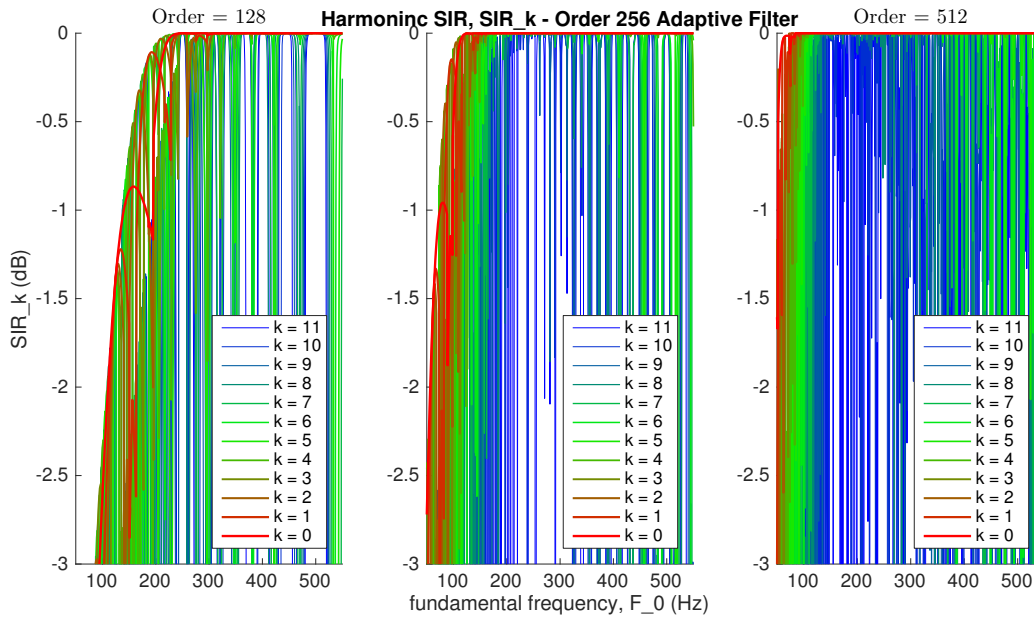 Order = 128
Harmoninc SIR, SIR_k - Order 256 Adaptive Filter
Order = 512
SIR_k (dB)
0
-0.5
-1
-1.5
-2
-2.5
-3
100 200 300 400 500
k = 11
k = 10
k = 9
k = 8
k = 7
k = 6
k = 5
k = 4
k = 3
k = 2
k = 1
k = 0
0
-0.5
-1
-1.5
-2
-2.5
-3
100 200 300 400 500
k = 11
k = 10
k = 9
k = 8
k = 7
k = 6
k = 5
k = 4
k = 3
k = 2
k = 1
k = 0
fundamental frequency, F_0 (Hz)
0
-0.5
-1
-1.5
-2
-2.5
-3
100 200 300 400 500
k = 11
k = 10
k = 9
k = 8
k = 7
k = 6
k = 5
k = 4
k = 3
k = 2
k = 1
k = 0